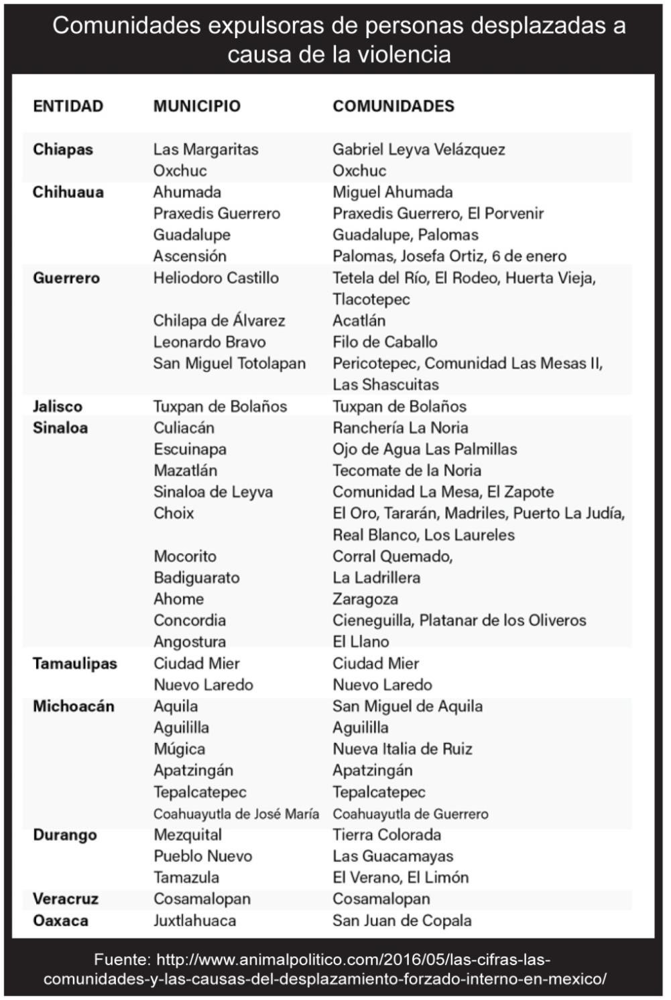 Comunidades expulsoras de personas desplazadas a
causa de la violencia
ENTIDAD MUNICIPIO COMUNIDADES
Chiapas Las Margaritas Gabriel Leyva Velázquez
Oxchuc Oxchuc
Chihuaua Ahumada Miguel Ahumada
Praxedis Guerrero Praxedis Guerrero, El Porvenir
Guadalupe Guadalupe, Palomas
Ascensión Palomas, Josefa Ortiz, 6 de enero
Guerrero Heliodoro Castillo Tetela del Río, El Rodeo, Huerta Vieja,
Tlacotepec
Chilapa de Álvarez Acatlán
Leonardo Bravo Filo de Caballo
San Miguel Totolapan Pericotepec, Comunidad Las Mesas II,
Las Shascuitas
Jalisco Tuxpan de Bolaños Tuxpan de Bolaños
Sinaloa Culiacán Ranchería La Noria
Escuinapa Ojo de Agua Las Palmillas
Mazatlán Tecomate de la Noria
Sinaloa de Leyva Comunidad La Mesa, El Zapote
Choix El Oro, Tararán, Madriles, Puerto La Judía,
Real Blanco, Los Laureles
Mocorito Corral Quemado,
Badiguarato La Ladrillera
Ahome Zaragoza
Concordia Cieneguilla, Platanar de los Oliveros
Angostura El Llano
Tamaulipas Ciudad Mier Ciudad Mier
Nuevo Laredo Nuevo Laredo
Michoacán Aquila San Miguel de Aquila
Aguililla Aguililla
Múgica Nueva Italia de Ruiz
Apatzingán Apatzingán
Tepalcatepec Tepalcatepec
Coahuayutla de José María Coahuayutla de Guerrero
Durango Mezquital Tierra Colorada
Pueblo Nuevo Las Guacamayas
Tamazula El Verano, El Limón
Veracruz Cosamalopan Cosamalopan
Oaxaca Juxtlahuaca San Juan de Copala
Fuente: http://www.animalpolitico.com/2016/05/las-cifras-las-
comunidades-y-las-causas-del-desplazamiento-forzado-interno-en-mexico/